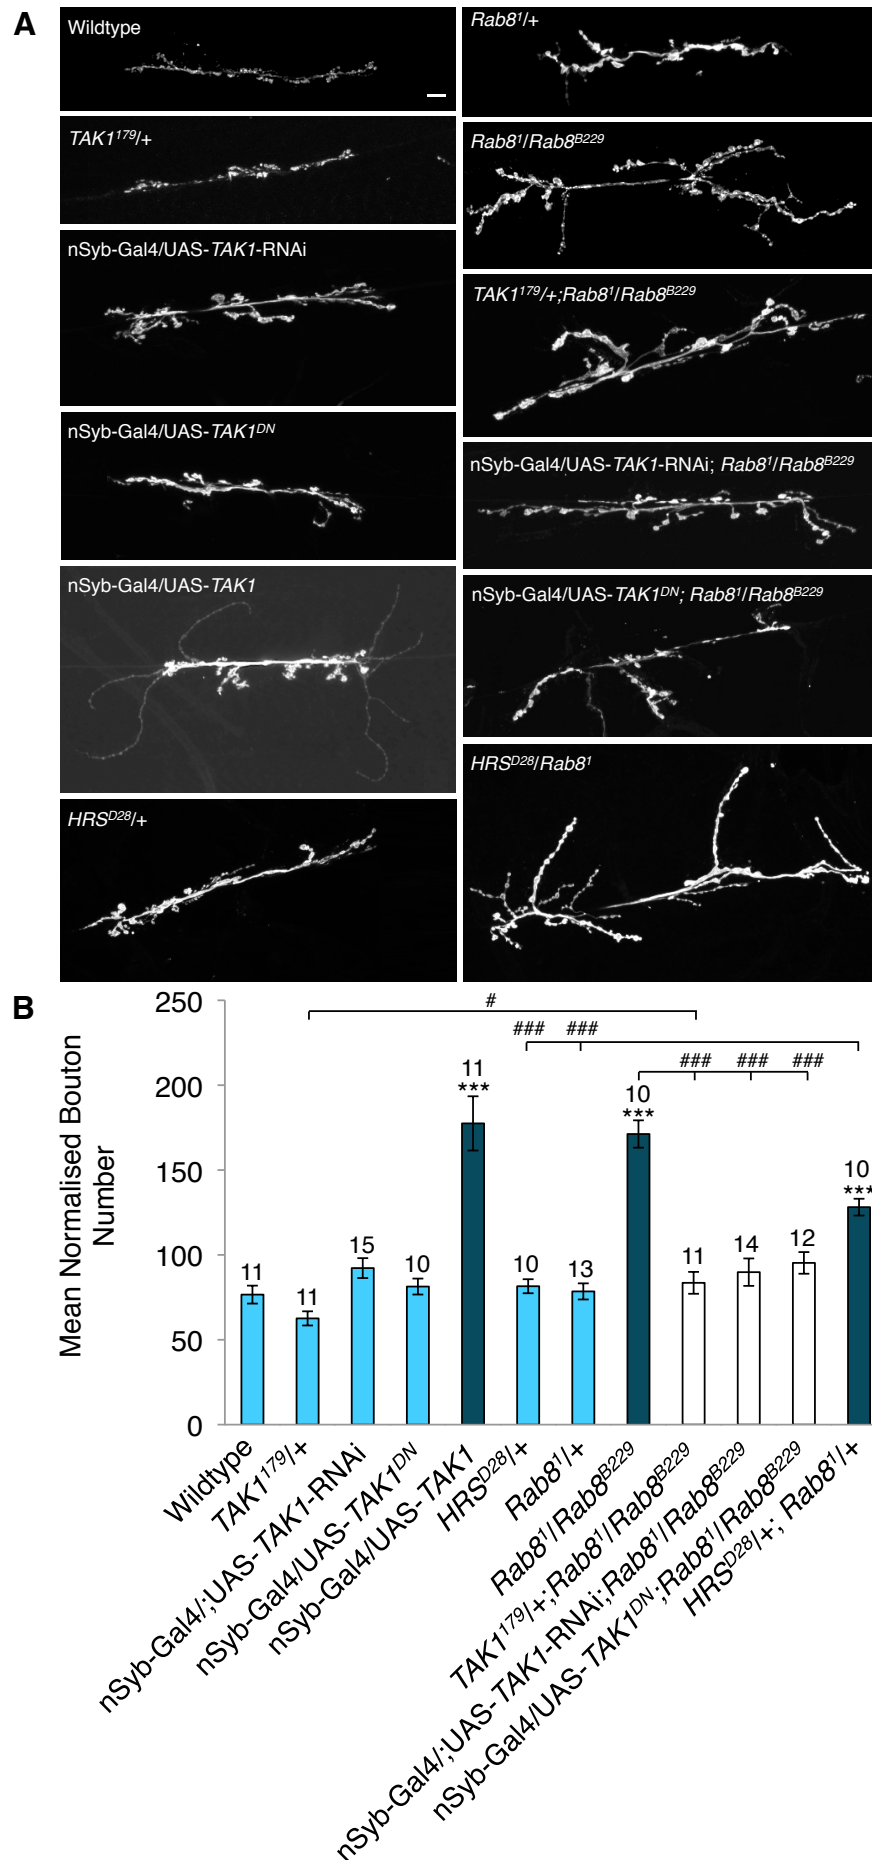 A
Wildtype
TAK1179/+
nSyb-Gal4/UAS-TAK1-RNAi
nSyb-Gal4/UAS-TAK1DN
nSyb-Gal4/UAS-TAK1
HRSD28/+
Rab81/+
Rab81/Rab8B229
TAK1179/+;Rab81/Rab8B229
nSyb-Gal4/UAS-TAK1-RNAi; Rab81/Rab8B229
nSyb-Gal4/UAS-TAK1DN; Rab81/Rab8B229
HRSD28/Rab81
B
Mean Normalised Bouton
Number
250
200
150
100
50
0
#
### ###
### ### ###
11
11
15
10
11
***
10
13
10
***
11
14
12
10
***
Wildtype
TAK1179/+
nSyb-Gal4/;UAS-TAK1-RNAi
nSyb-Gal4/UAS-TAK1DN
nSyb-Gal4/UAS-TAK1
HRSD28/+
Rab81/+
Rab81/Rab8B229
TAK1179/+;Rab81/Rab8B229
nSyb-Gal4/;UAS-TAK1-RNAi;Rab81/Rab8B229
nSyb-Gal4/UAS-TAK1DN;Rab81/Rab8B229
HRSD28/+; Rab81/+